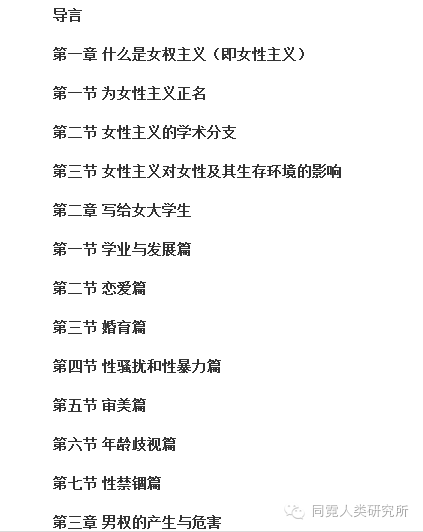 导言
第一章 什么是女权主义（即女性主义）
第一节 为女性主义正名
第二节 女性主义的学术分支
第三节 女性主义对女性及其生存环境的影响
第二章 写给女大学生
第一节 学业与发展篇
第二节 恋爱篇
第三节 婚育篇
第四节 性骚扰和性暴力篇
第五节 审美篇
第六节 年龄歧视篇
第七节 性禁锢篇
同霓人类研究所
第三章 男权的产生与危害